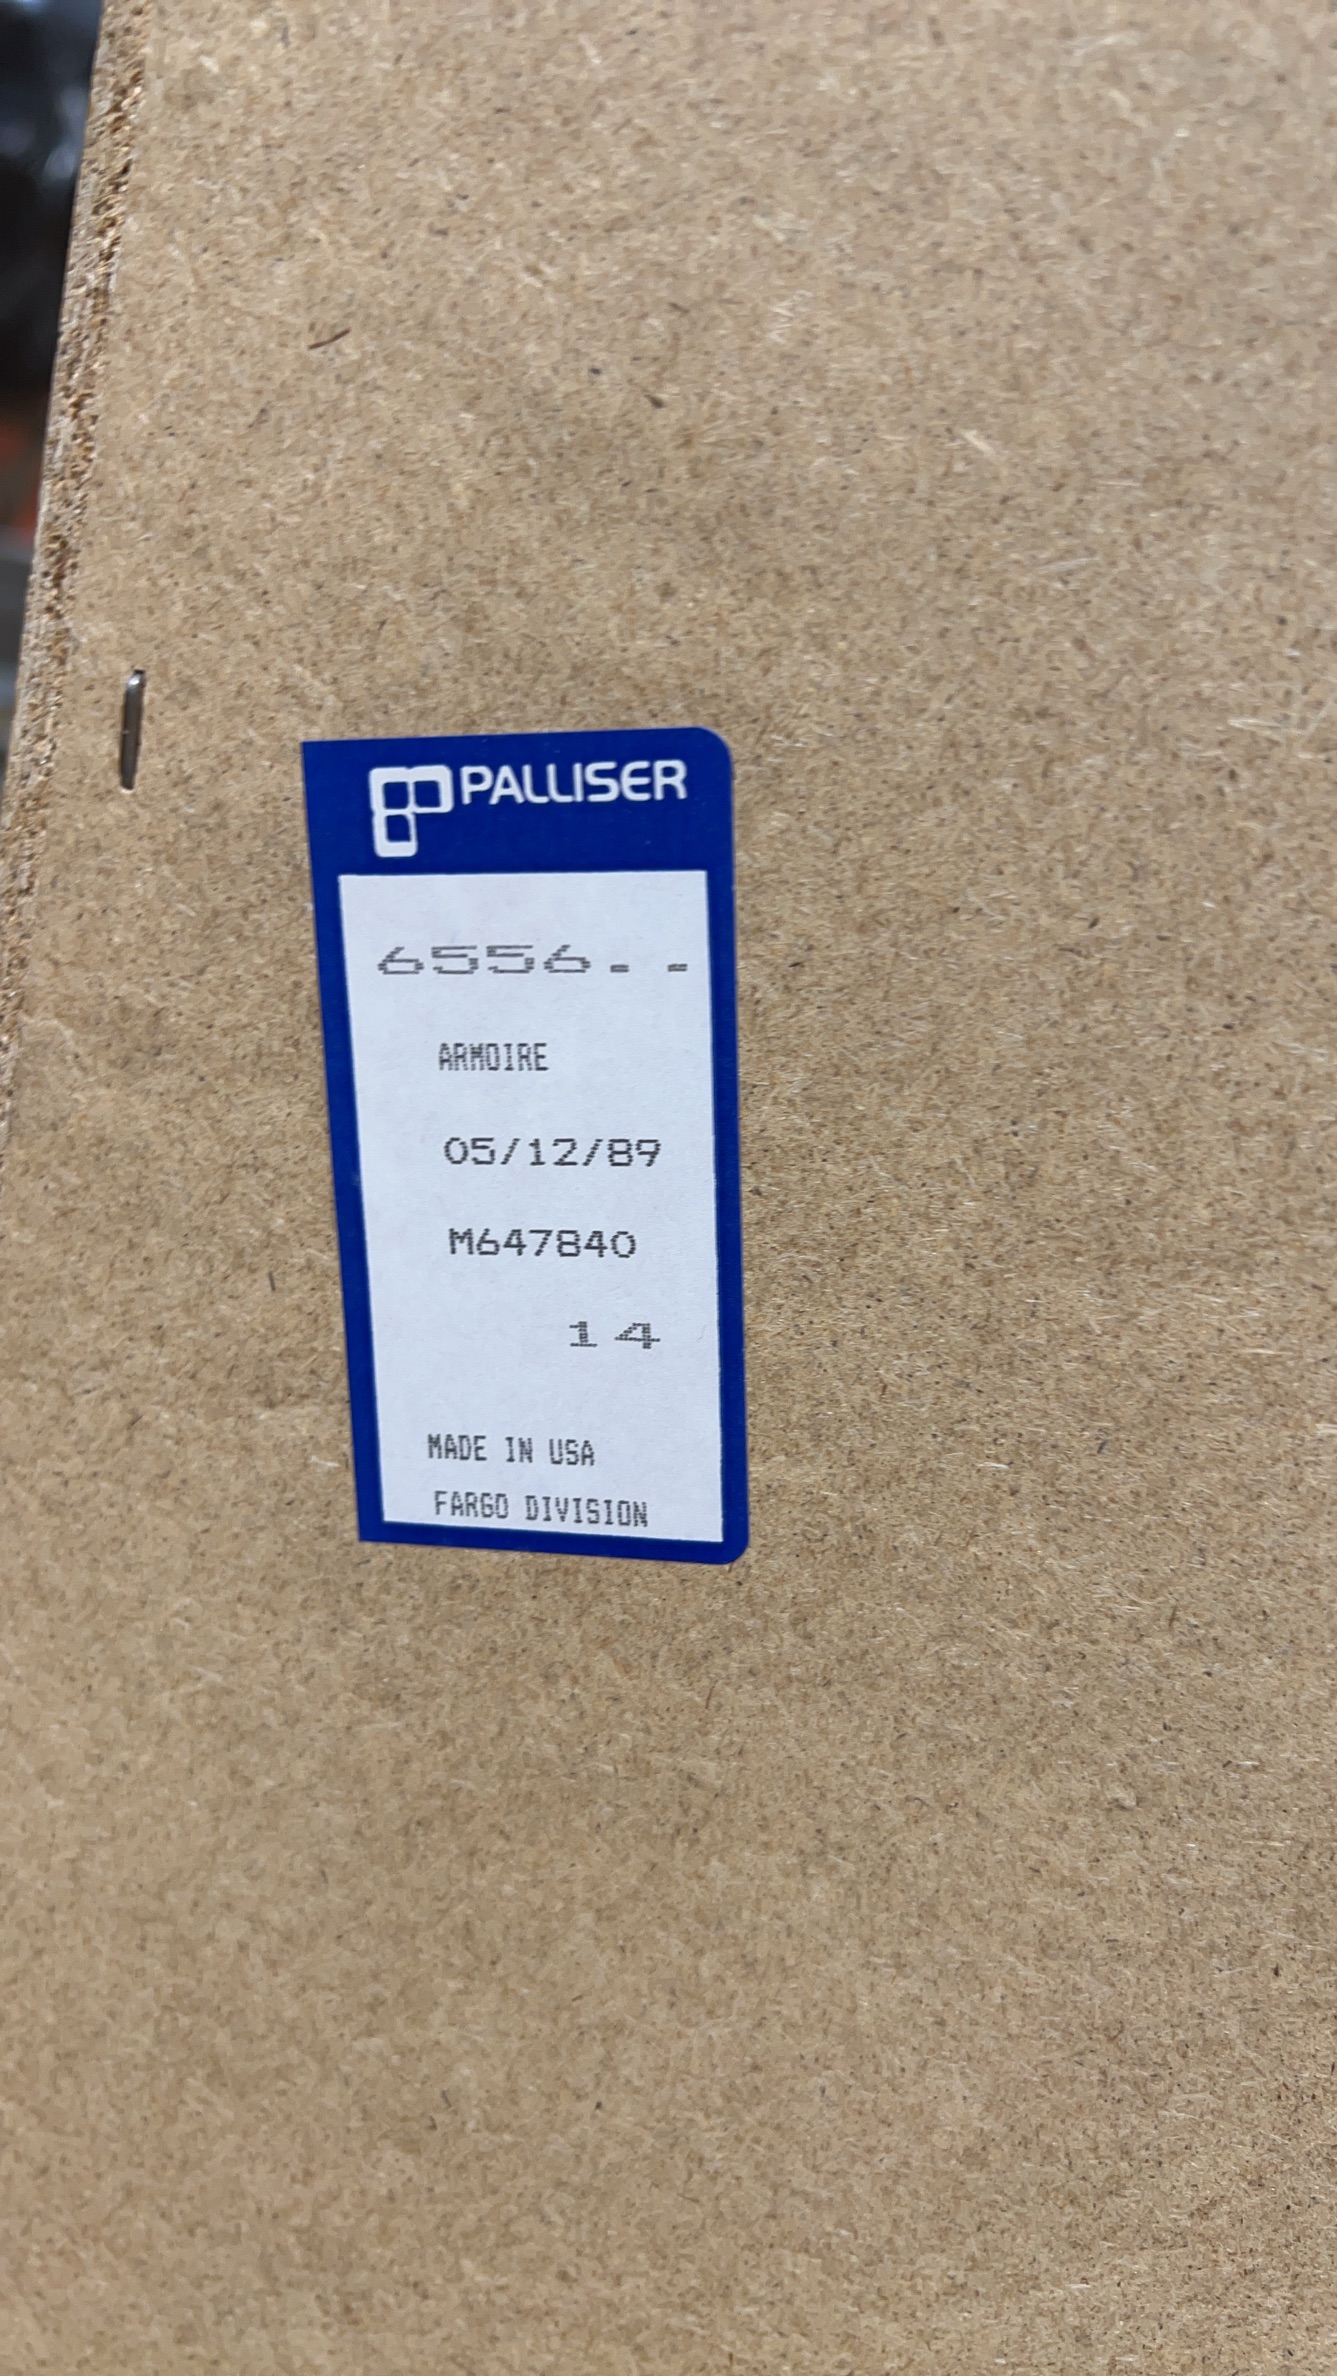 PALLISER
6556.-
ARMOIRE
05/12/89
M647840
14
MADE IN USA
FARGO DIVISION